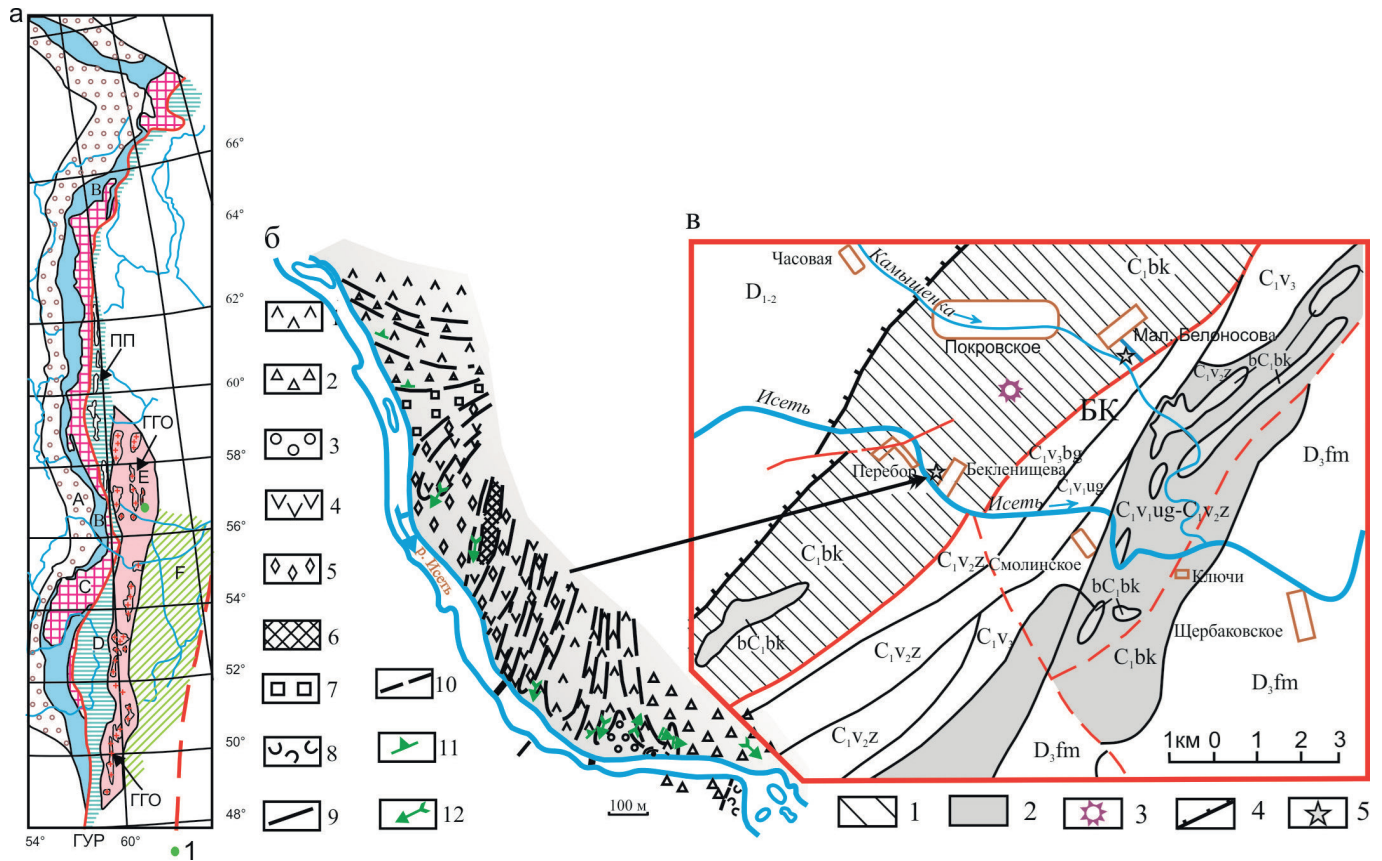 а
66°
64°
62°
60°
58°
56°
54°
52°
50°
48°
B
ПП
ГГО
E
A
B
F
C
D
ГГО
54°
ГУР
60°
1
б
1
2
3
4
5
6
7
8
9
10
11
12
р. Исеть
100 м
в
Часовая
Камышенка
C₁bk
C₁v₃
D₁₋₂
Мал. Белоносова
Покровское
C₁v₂z
bC₁bk
Исеть
БК
C₁v₃bg
Перебор
Бекленищева
C₁v₁ug
D₃fm
Исеть
C₁v₁ug-C₁v₂z
C₁bk
C₁v₂z
Смолинское
Ключи
bC₁bk
bC₁bk
Щербаковское
C₁v₂z
C₁v₃
C₁bk
D₃fm
C₁v₂z
D₃fm
1км 0 1 2 3
1
2
3
4
5